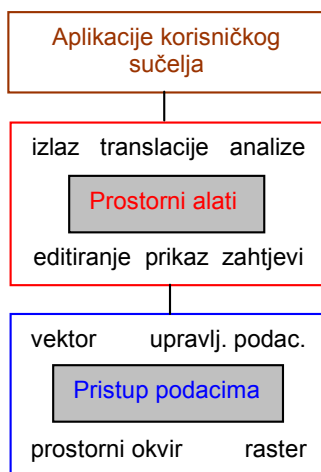 Aplikacije korisničkog
sučelja
izlaz translacije analize
Prostorni alati
editiranje prikaz zahtjevi
vektor upravlj. podac.
Pristup podacima
prostorni okvir raster